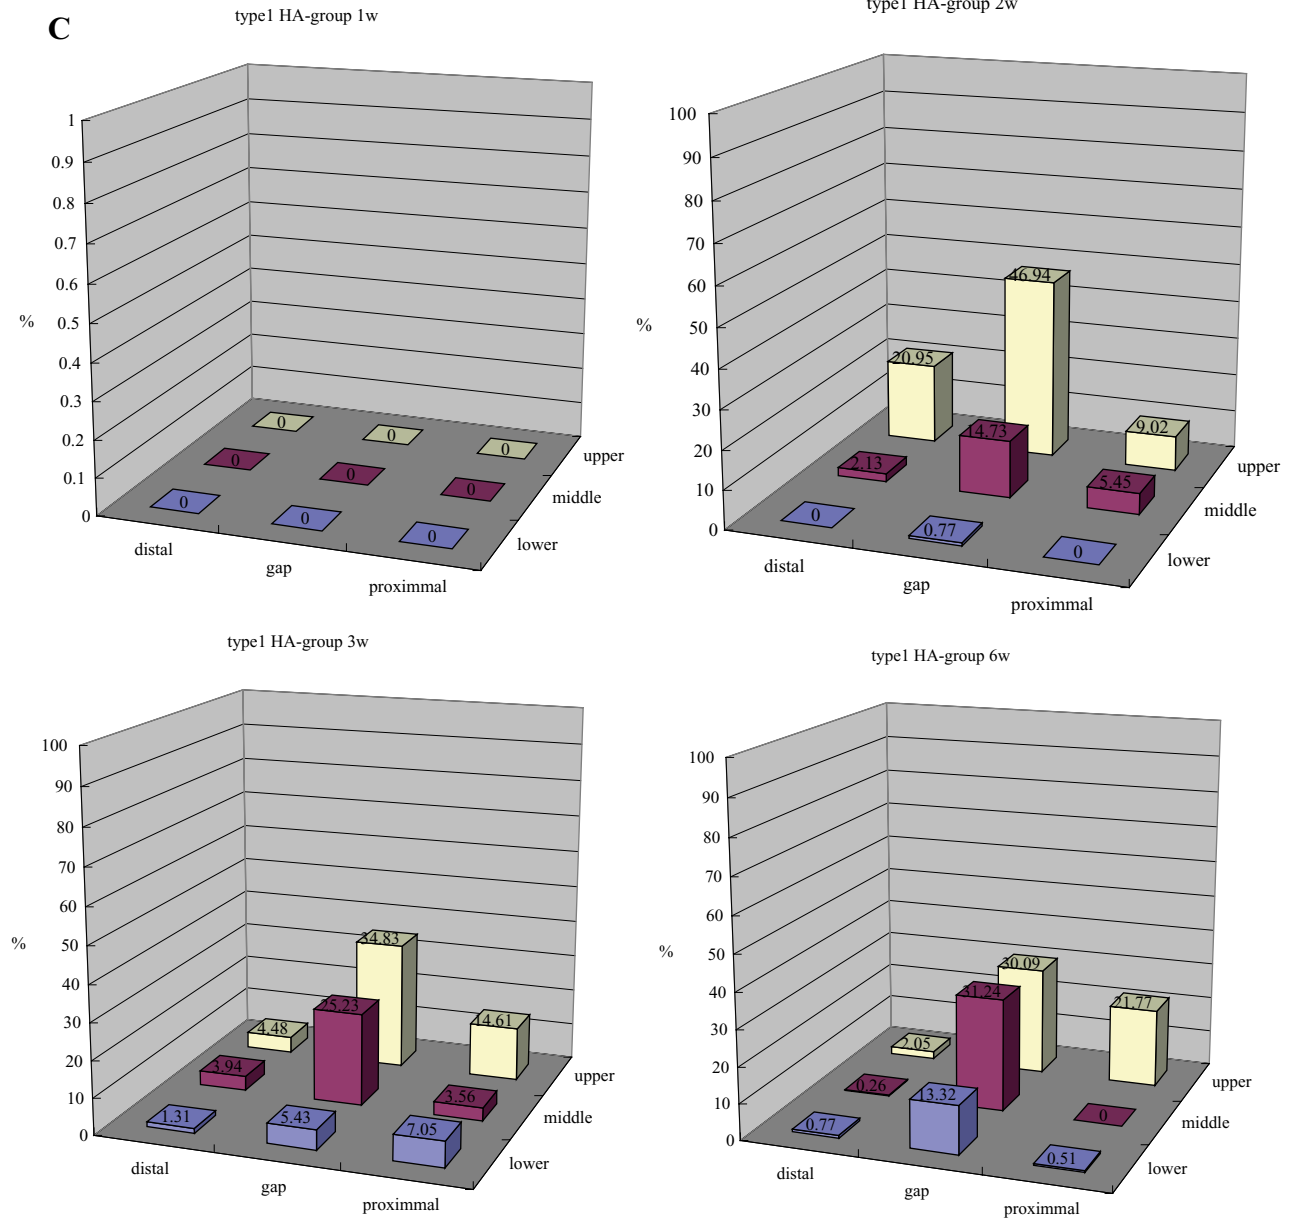 C
type1 HA-group 1w
1
0.9
0.8
0.7
0.6
0.5
0.4
0.3
0.2
0.1
0
%
0 0 0
0 0 0
0 0 0
distal
gap
proximmal
upper
middle
lower
type1 HA-group 2w
100
90
80
70
60
50
40
30
20
10
0
%
20.95 46.94 9.02
2.13 14.73 5.45
0 0.77 0
distal
gap
proximmal
upper
middle
lower
type1 HA-group 3w
100
90
80
70
60
50
40
30
20
10
0
%
4.48 34.83 14.61
3.94 25.23 3.56
1.31 5.43 7.05
distal
gap
proximmal
upper
middle
lower
type1 HA-group 6w
100
90
80
70
60
50
40
30
20
10
0
%
2.05 30.09 21.77
0.26 31.24 0
0.77 13.32 0.51
distal
gap
proximmal
upper
middle
lower